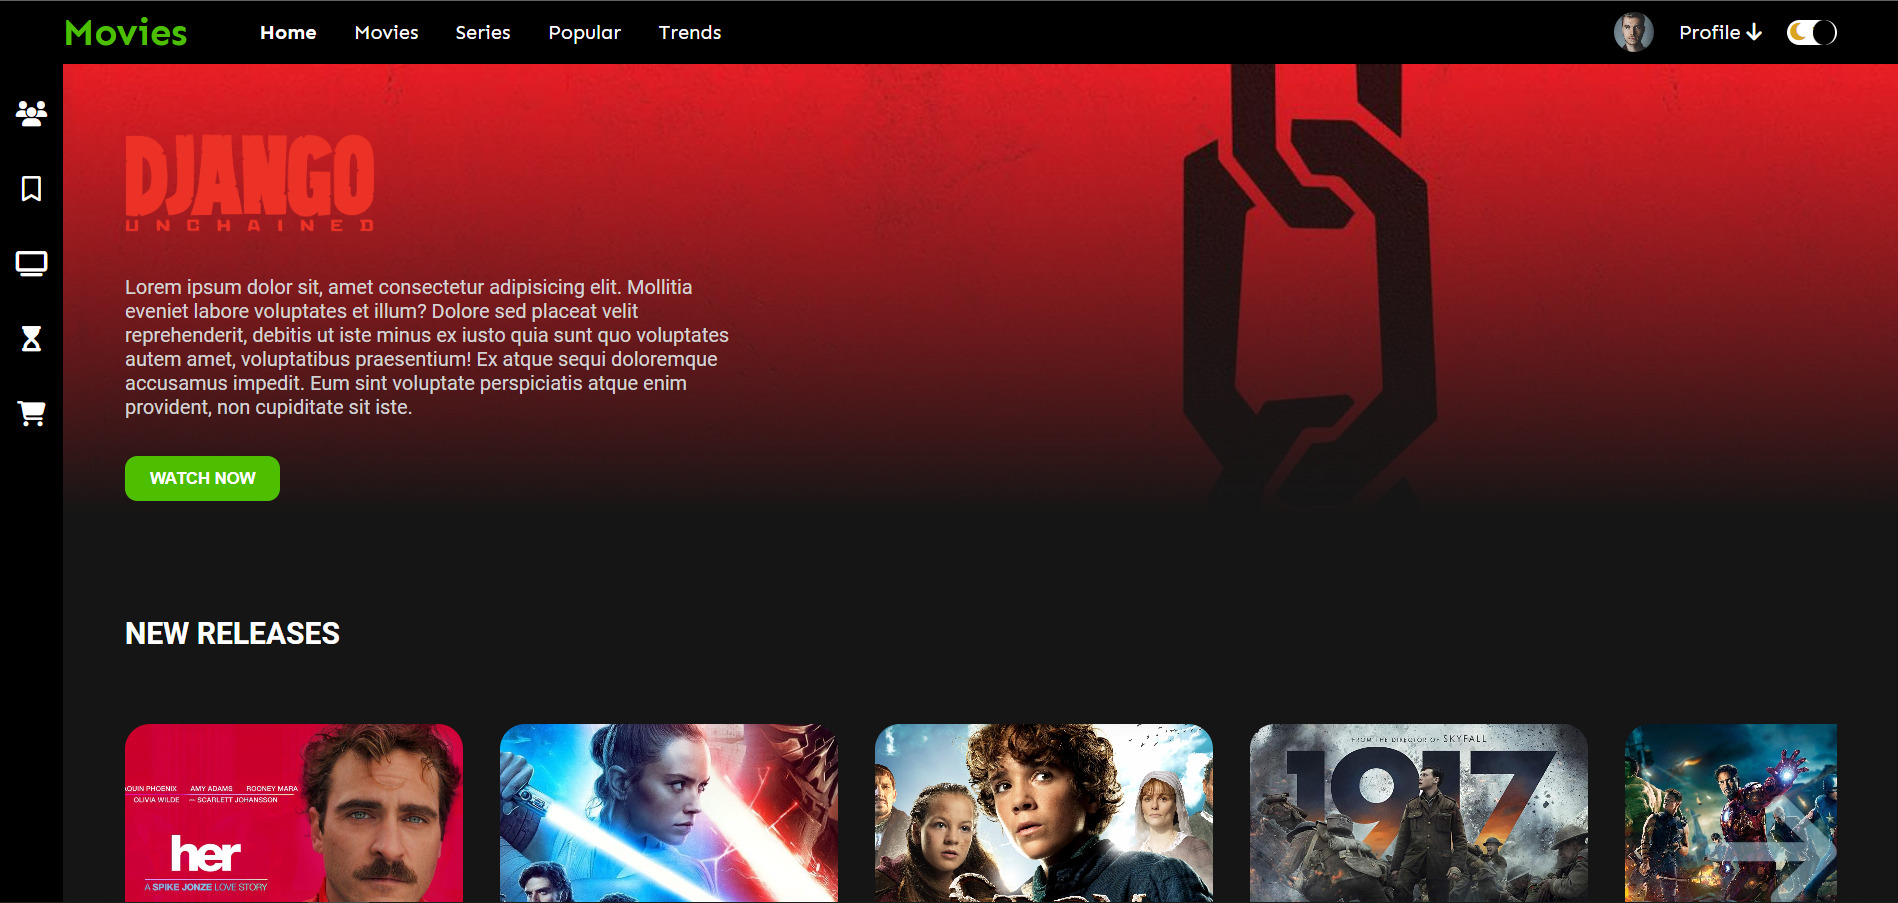 Movies
Home
Movies
Series
Popular
Trends
Profile
DJANGO
UNCHAINED
Lorem ipsum dolor sit, amet consectetur adipisicing elit. Mollitia
eveniet labore voluptates et illum? Dolore sed placeat velit
reprehenderit, debitis ut iste minus ex iusto quia sunt quo voluptates
autem amet, voluptatibus praesentium! Ex atque sequi doloremque
accusamus impedit. Eum sint voluptate perspiciatis atque enim
provident, non cupiditate sit iste.
WATCH NOW
NEW RELEASES
PHOENIX AMY ADAMS ROONEY MARA
OLIVIA WILDE AND SCARLETT JOHANSSON
her
A SPIKE JONZE LOVE STORY
FROM THE DIRECTOR OF SKYFALL
1917